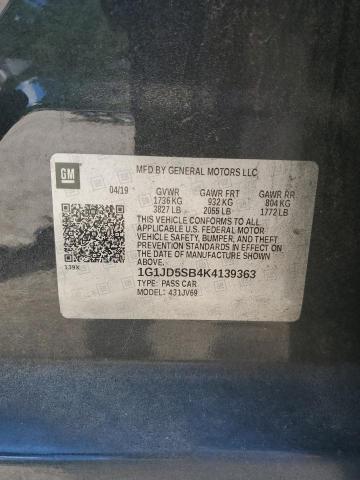 GM
MFD BY GENERAL MOTORS LLC
04/19 GVWR GAWR FRT GAWR RR
1736 KG 932 KG 804 KG
3827 LB 2055 LB 1772 LB
THIS VEHICLE CONFORMS TO ALL
APPLICABLE U.S. FEDERAL MOTOR
VEHICLE SAFETY, BUMPER, AND THEFT
PREVENTION STANDARDS IN EFFECT ON
THE DATE OF MANUFACTURE SHOWN ABOVE.
139X 1G1JD5SB4K4139363
TYPE: PASS CAR
MODEL: 431JV69